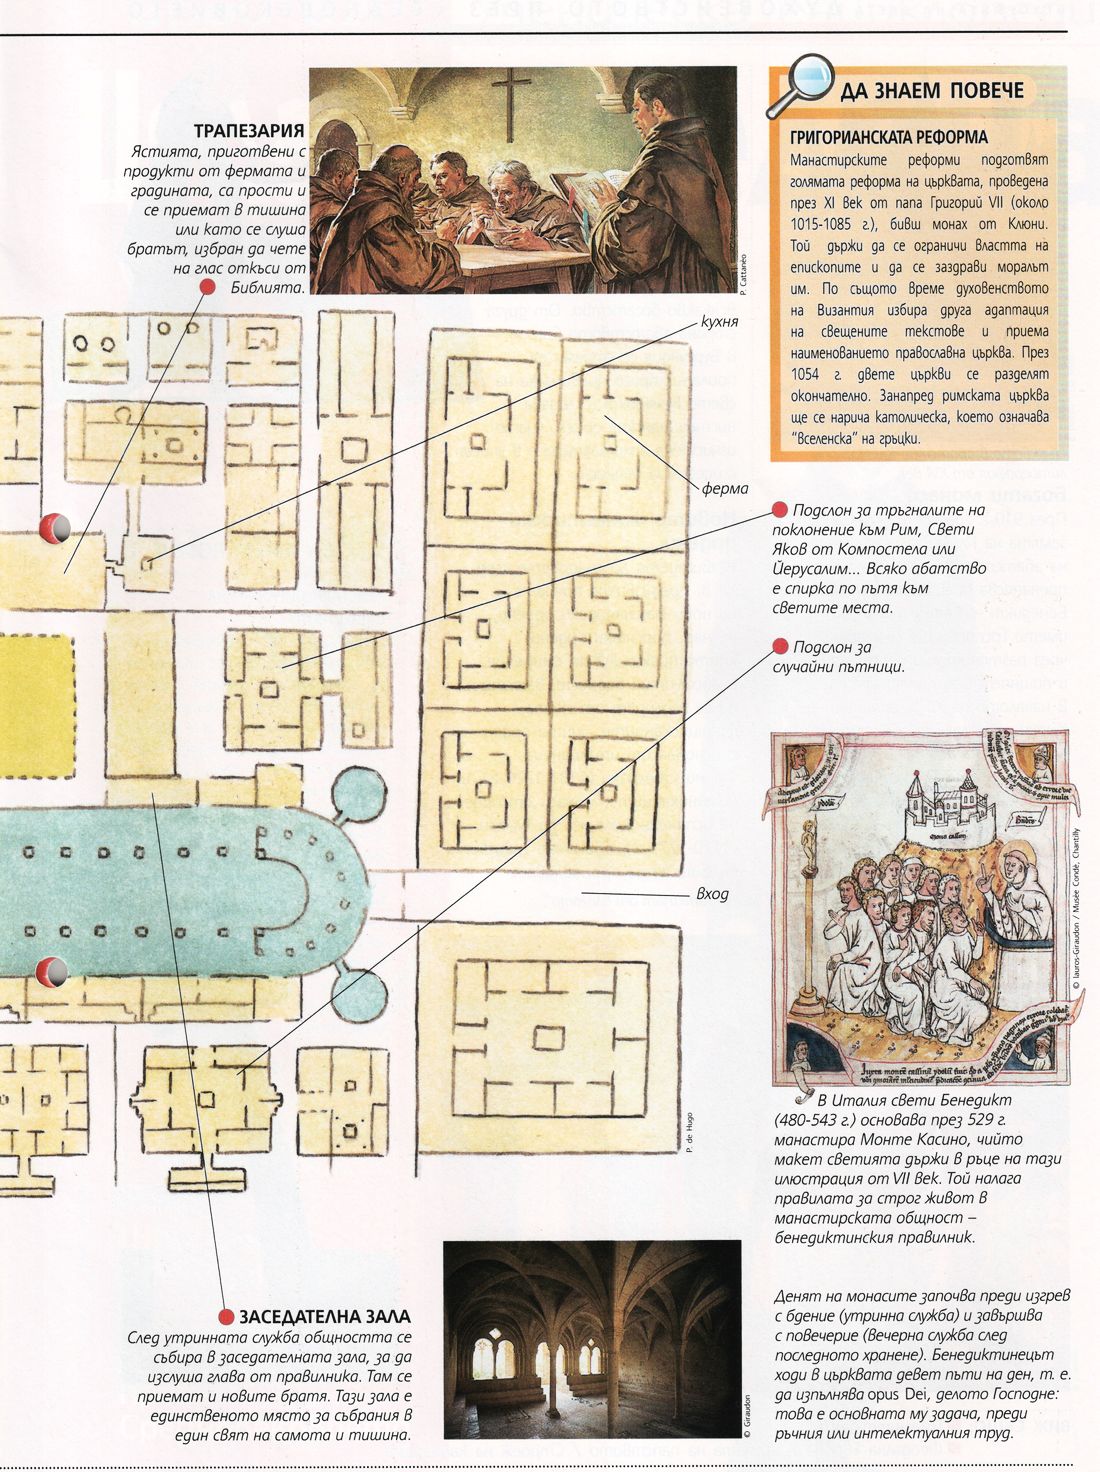 ТРАПЕЗАРИЯ
Ястията, приготвени с
продукти от фермата и
градината, са прости и
се приемат в тишина
или като се слуша
братът, избран да чете
на глас откъси от
Библията.
P. Cattanéo
ДА ЗНАЕМ ПОВЕЧЕ
ГРИГОРИАНСКАТА РЕФОРМА
Манастирските реформи подготвят
голямата реформа на църквата, проведена
през XI век от папа Григорий VII (около
1015-1085 г.), бивш монах от Клюни.
Той държи да се ограничи властта на
епископите и да се заздрави моралът
им. По същото време духовенството
на Византия избира друга адаптация
на свещените текстове и приема
наименованието православна църква. През
1054 г. двете църкви се разделят
окончателно. Занапред римската църква
ще се нарича католическа, което означава
“Вселенска” на гръцки.
кухня
ферма
Подслон за тръгналите на
поклонение към Рим, Свети
Яков от Компостела или
Йерусалим... Всяко абатство
е спирка по пътя към
светите места.
Подслон за
случайни пътници.
Вход
P. de Hugo
© lauros-Giraudon / Musée Condé, Chantilly
В Италия свети Бенедикт
(480-543 г.) основава през 529 г.
манастира Монте Касино, чийто
макет светията държи в ръце на тази
илюстрация от VII век. Той налага
правилата за строг живот в
манастирската общност –
бенедиктинския правилник.
ЗАСЕДАТЕЛНА ЗАЛА
След утринната служба общността се
събира в заседателната зала, за да
изслуша глава от правилника. Там се
приемат и новите братя. Тази зала е
единственото място за събрания в
един свят на самота и тишина.
© Giraudon
Денят на монасите започва преди изгрев
с бдение (утринна служба) и завършва
с повечерие (Вечерна служба след
последното хранене). Бенедиктинецът
ходи в църквата девет пъти на ден, т. е.
да изпълнява opus Dei, делото Господне:
това е основната му задача, преди
ръчния или интелектуалния труд.